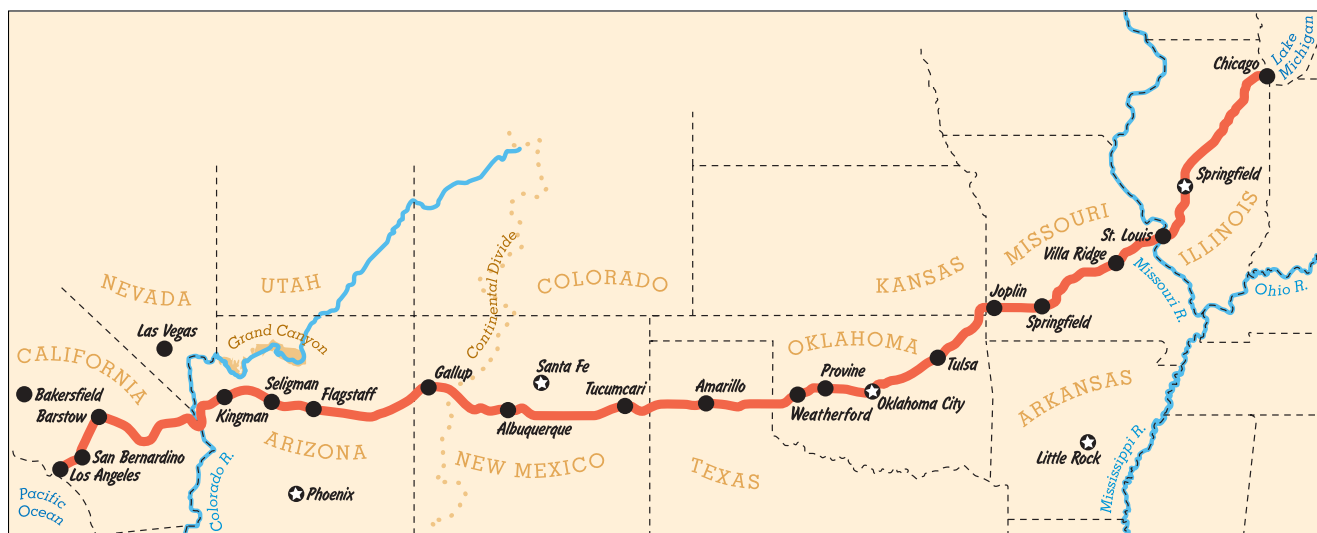 Chicago
Lake
Michigan
Springfield
ILLINOIS
MISSOURI
St. Louis
Villa Ridge
Missouri R.
Ohio R.
Joplin
Springfield
KANSAS
COLORADO
Continental Divide
UTAH
NEVADA
Las Vegas
Grand Canyon
CALIFORNIA
Bakersfield
Barstow
San Bernardino
Los Angeles
Pacific
Ocean
Colorado R.
Kingman
Seligman
Flagstaff
ARIZONA
Phoenix
Gallup
Santa Fe
Albuquerque
NEW MEXICO
Tucumcari
Amarillo
TEXAS
OKLAHOMA
Provine
Weatherford
Oklahoma City
Tulsa
ARKANSAS
Little Rock
Mississippi R.